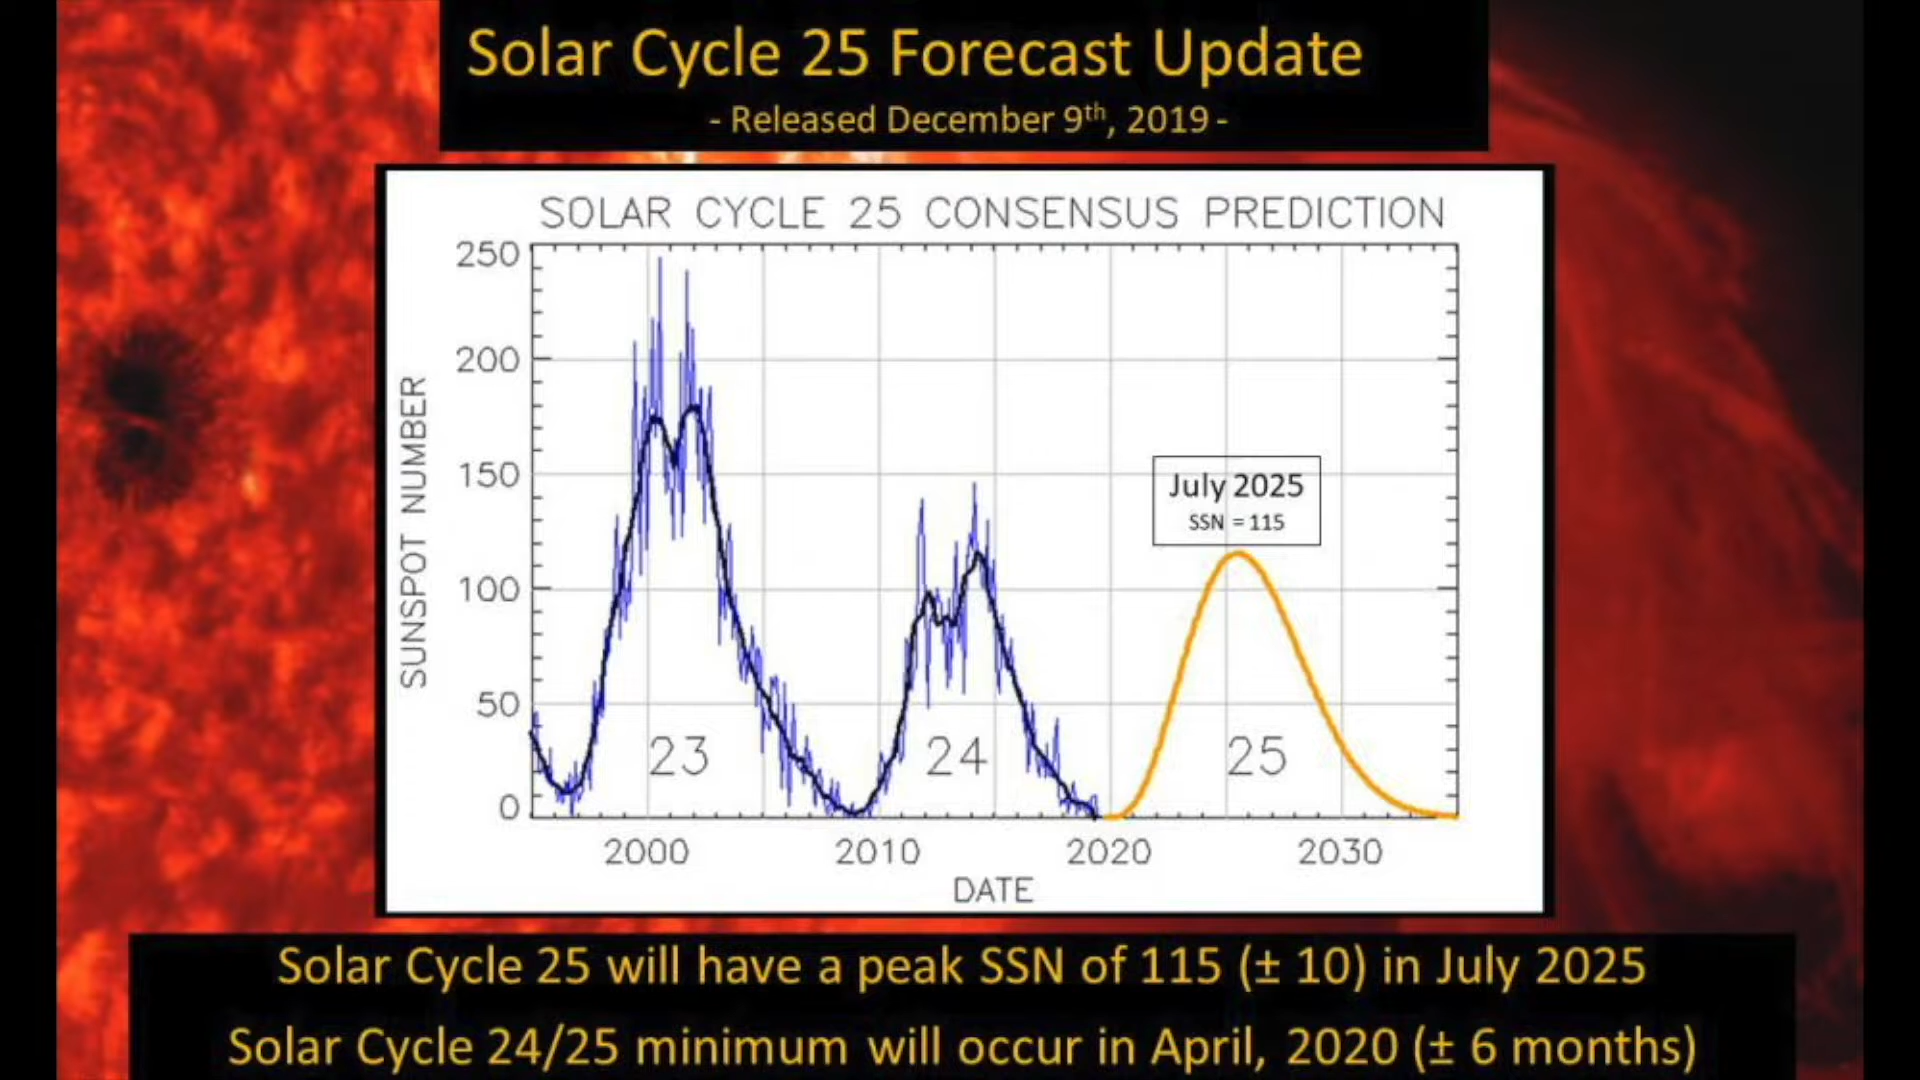 Solar Cycle 25 Forecast Update
- Released December 9th, 2019 -
SOLAR CYCLE 25 CONSENSUS PREDICTION
SUNSPOT NUMBER
250
200
150
100
50
0
July 2025
SSN = 115
23
24
25
2000
2010
2020
2030
DATE
Solar Cycle 25 will have a peak SSN of 115 (± 10) in July 2025
Solar Cycle 24/25 minimum will occur in April, 2020 (± 6 months)